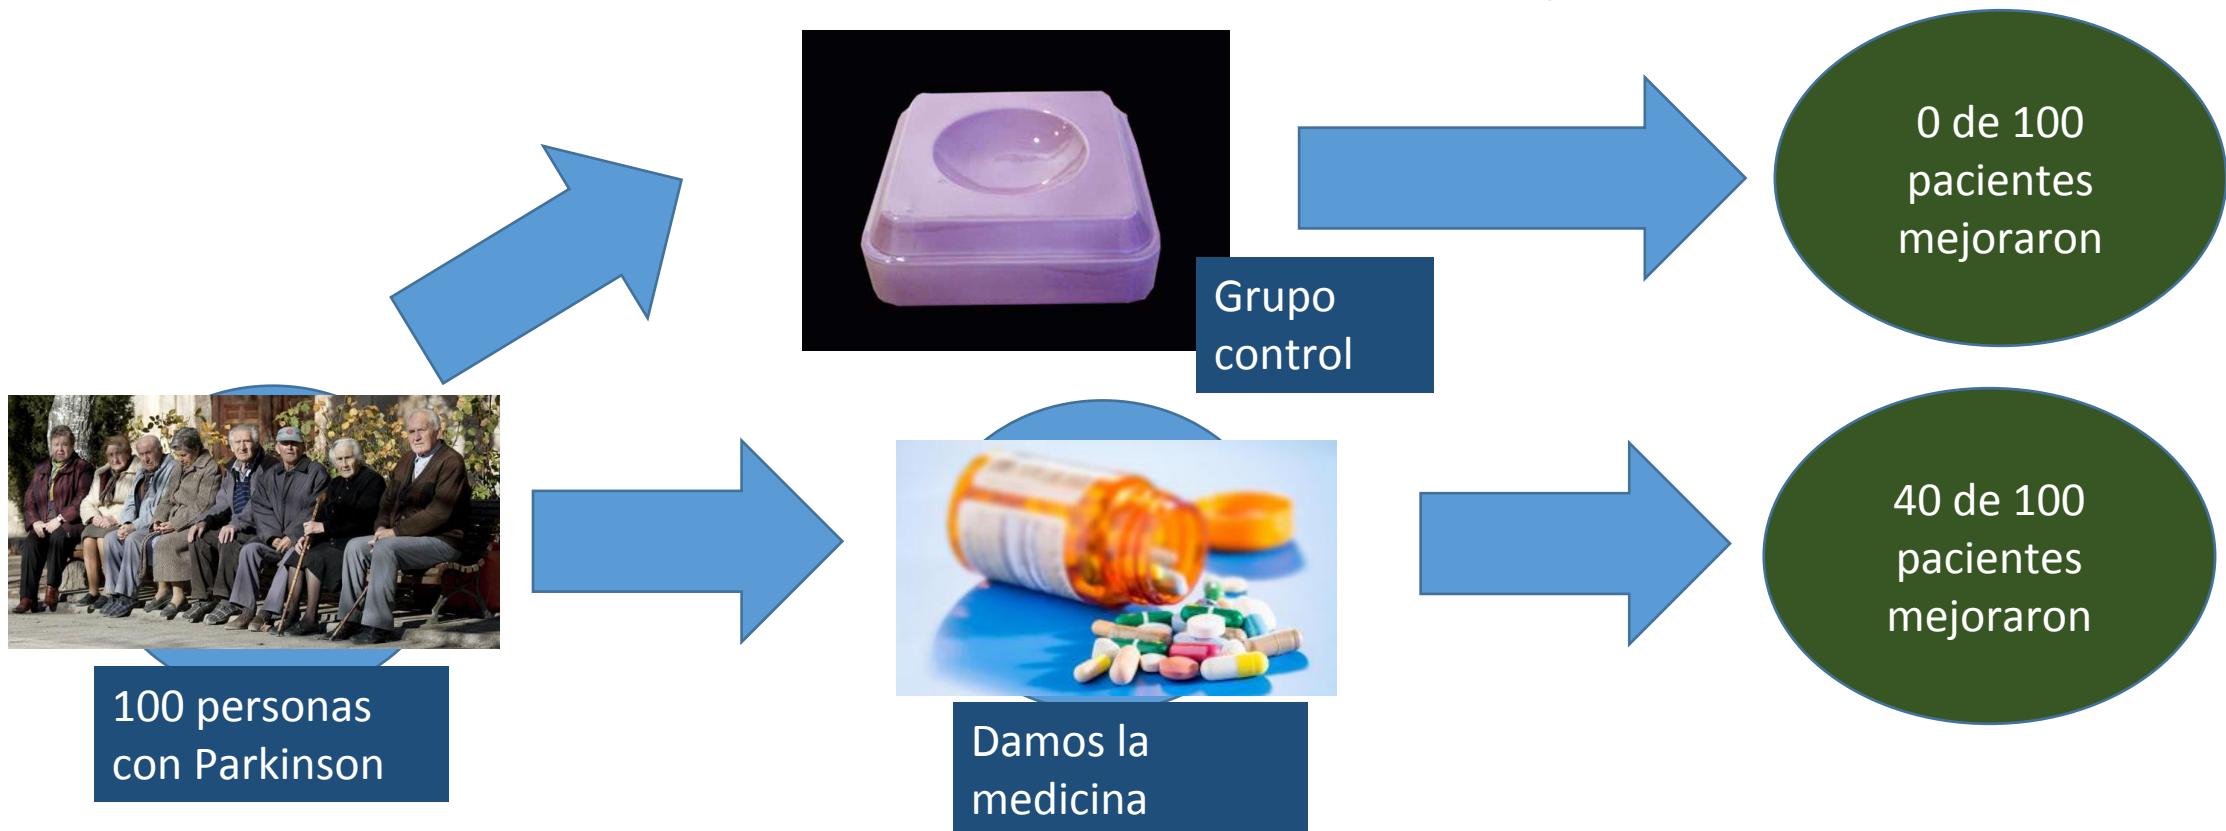 0 de 100
pacientes
mejoraron
Grupo
control
40 de 100
pacientes
mejoraron
100 personas
con Parkinson
Damos la
medicina